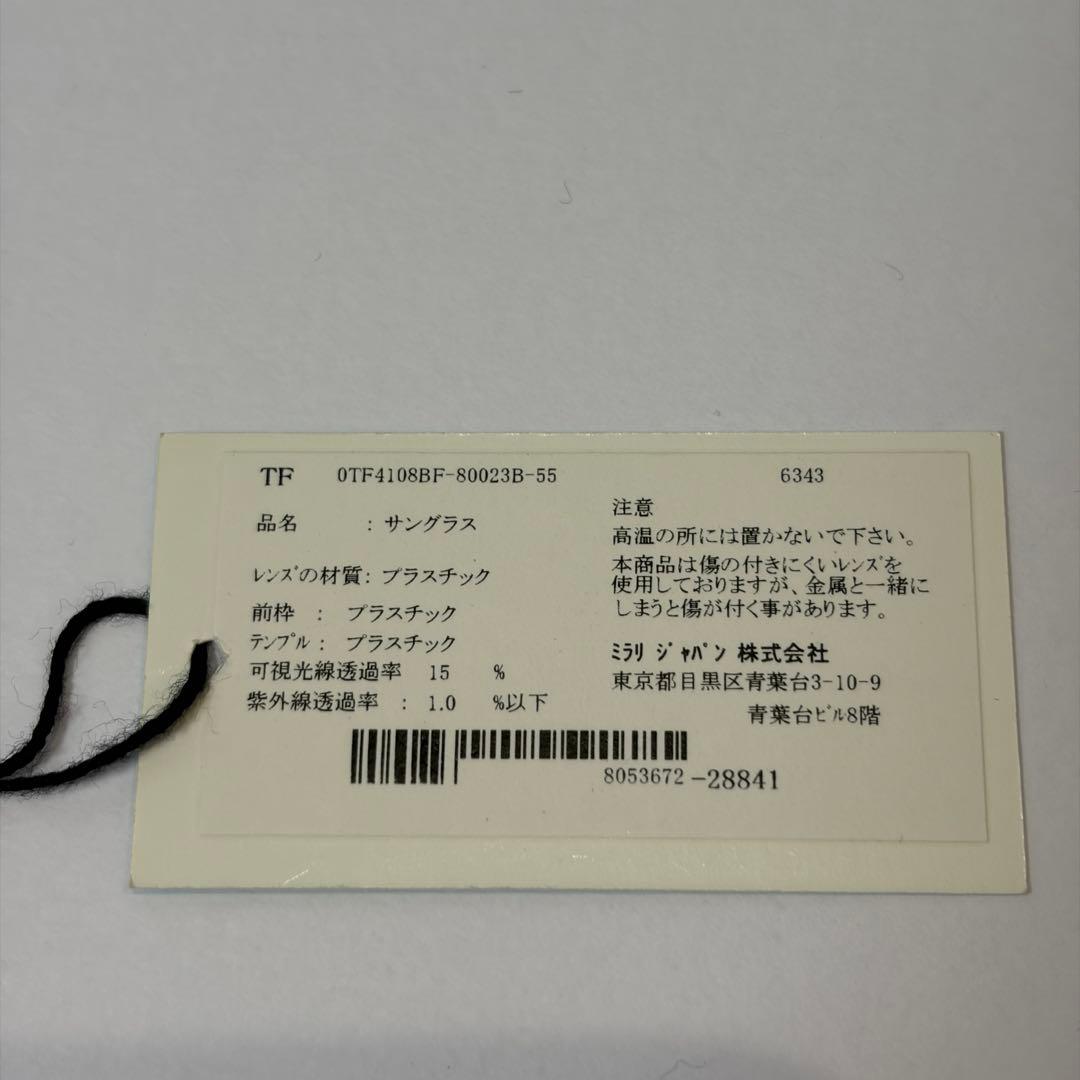 TF 0TF4108BF-80023B-55 6343
品名 : サングラス
ﾚﾝｽﾞの材質: プラスチック
前枠 : プラスチック
ﾃﾝﾌﾟﾙ : プラスチック
可視光線透過率 15 %
紫外線透過率 : 1.0 %以下
注意
高温の所には置かないで下さい。
本商品は傷の付きにくいﾚﾝｽﾞを
使用しておりますが、金属と一緒に
しまうと傷が付く事があります。
ﾐﾗﾘ ｼﾞｬﾊﾟﾝ 株式会社
東京都目黒区青葉台3-10-9
青葉台ﾋﾞﾙ8階
8053672-28841